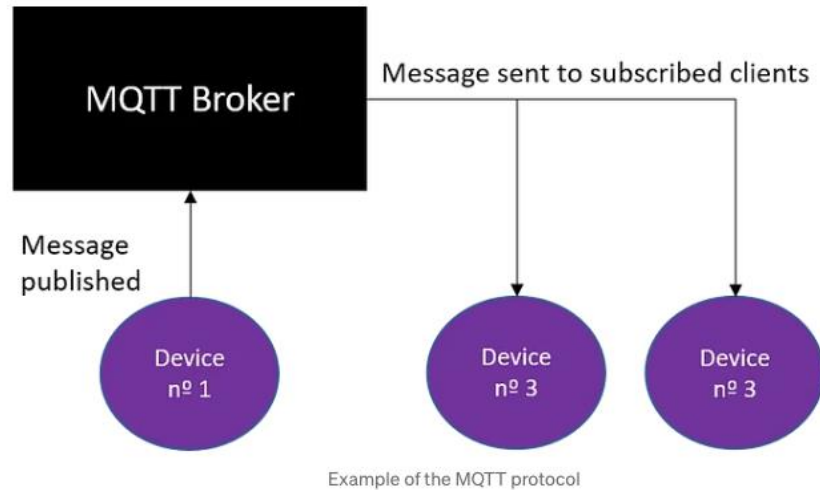 MQTT Broker
Message sent to subscribed clients
Message
published
Device
nº 1
Device
nº 3
Device
nº 3
Example of the MQTT protocol